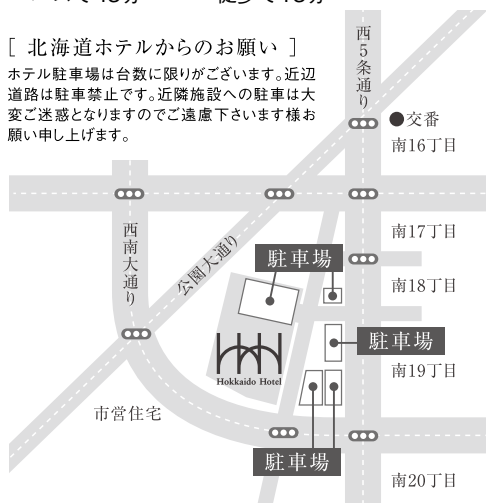 [ 北海道ホテルからのお願い ]
ホテル駐車場は台数に限りがございます。近辺
道路は駐車禁止です。近隣施設への駐車は大
変ご迷惑となりますのでご遠慮下さいます様お
願い申し上げます。
西5条通り
●交番
南16丁目
西南大通り
公園大通り
南17丁目
駐車場
南18丁目
駐車場
Hokkaido Hotel
南19丁目
市営住宅
駐車場
南20丁目